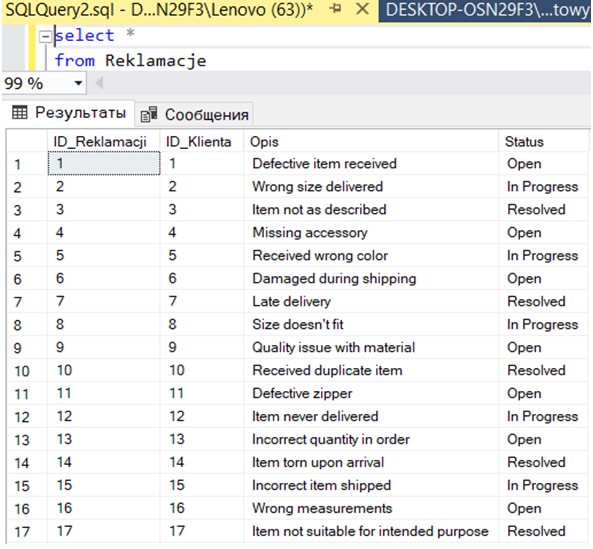 SQLQuery2.sql - D...N29F3\Lenovo (63))* DESKTOP-OSN29F3\...towy
select *
from Reklamacje
99 %
Результаты Сообщения
ID_Reklamacji ID_Klienta Opis Status
1 1 1 Defective item received Open
2 2 2 Wrong size delivered In Progress
3 3 3 Item not as described Resolved
4 4 4 Missing accessory Open
5 5 5 Received wrong color In Progress
6 6 6 Damaged during shipping Open
7 7 7 Late delivery Resolved
8 8 8 Size doesn't fit In Progress
9 9 9 Quality issue with material Open
10 10 10 Received duplicate item Resolved
11 11 11 Defective zipper Open
12 12 12 Item never delivered In Progress
13 13 13 Incorrect quantity in order Open
14 14 14 Item torn upon arrival Resolved
15 15 15 Incorrect item shipped In Progress
16 16 16 Wrong measurements Open
17 17 17 Item not suitable for intended purpose Resolved